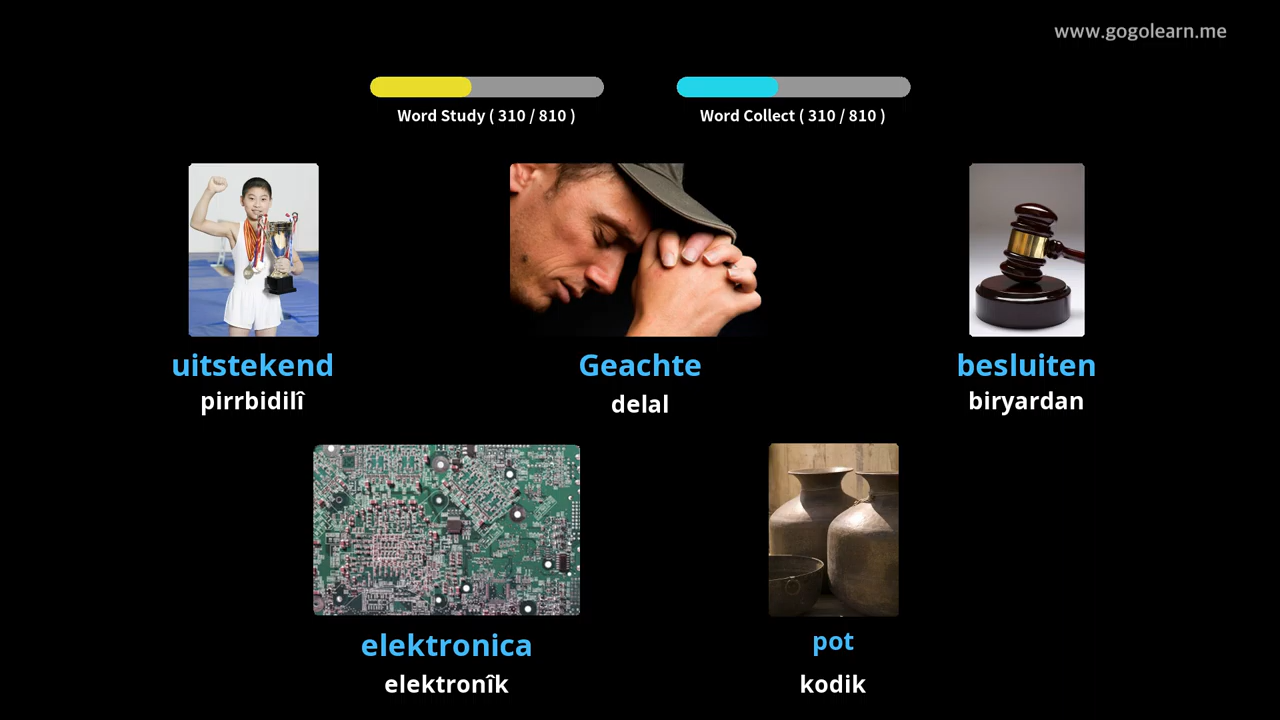 www.gogolearn.me
Word Study ( 310 / 810 )
Word Collect ( 310 / 810 )
uitstekend
pirrbidilî
Geachte
delal
besluiten
biryardan
elektronica
elektronîk
pot
kodik